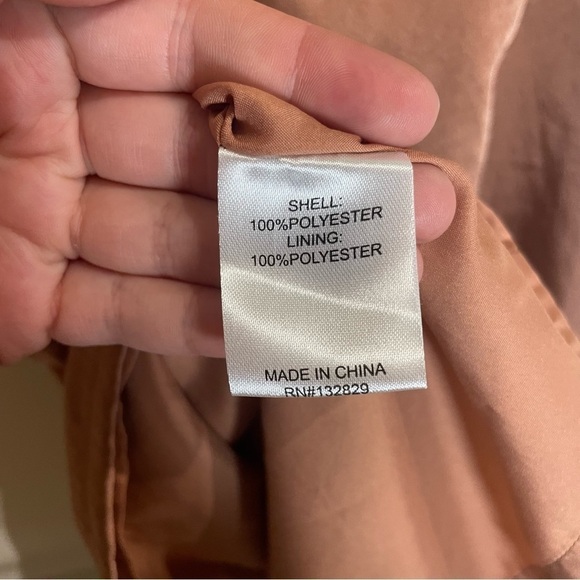 SHELL:
100%POLYESTER
LINING:
100%POLYESTER
MADE IN CHINA
RN#132829